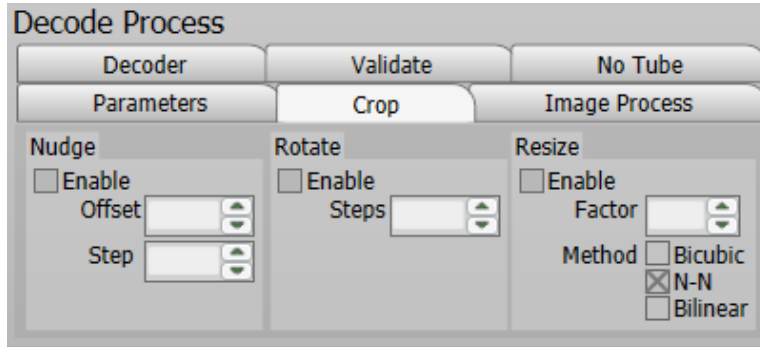 Decode Process
Decoder Validate No Tube
Parameters Crop Image Process
Nudge Rotate Resize
Enable Enable Enable
Offset Steps Factor
Step Method Bicubic
N-N
Bilinear